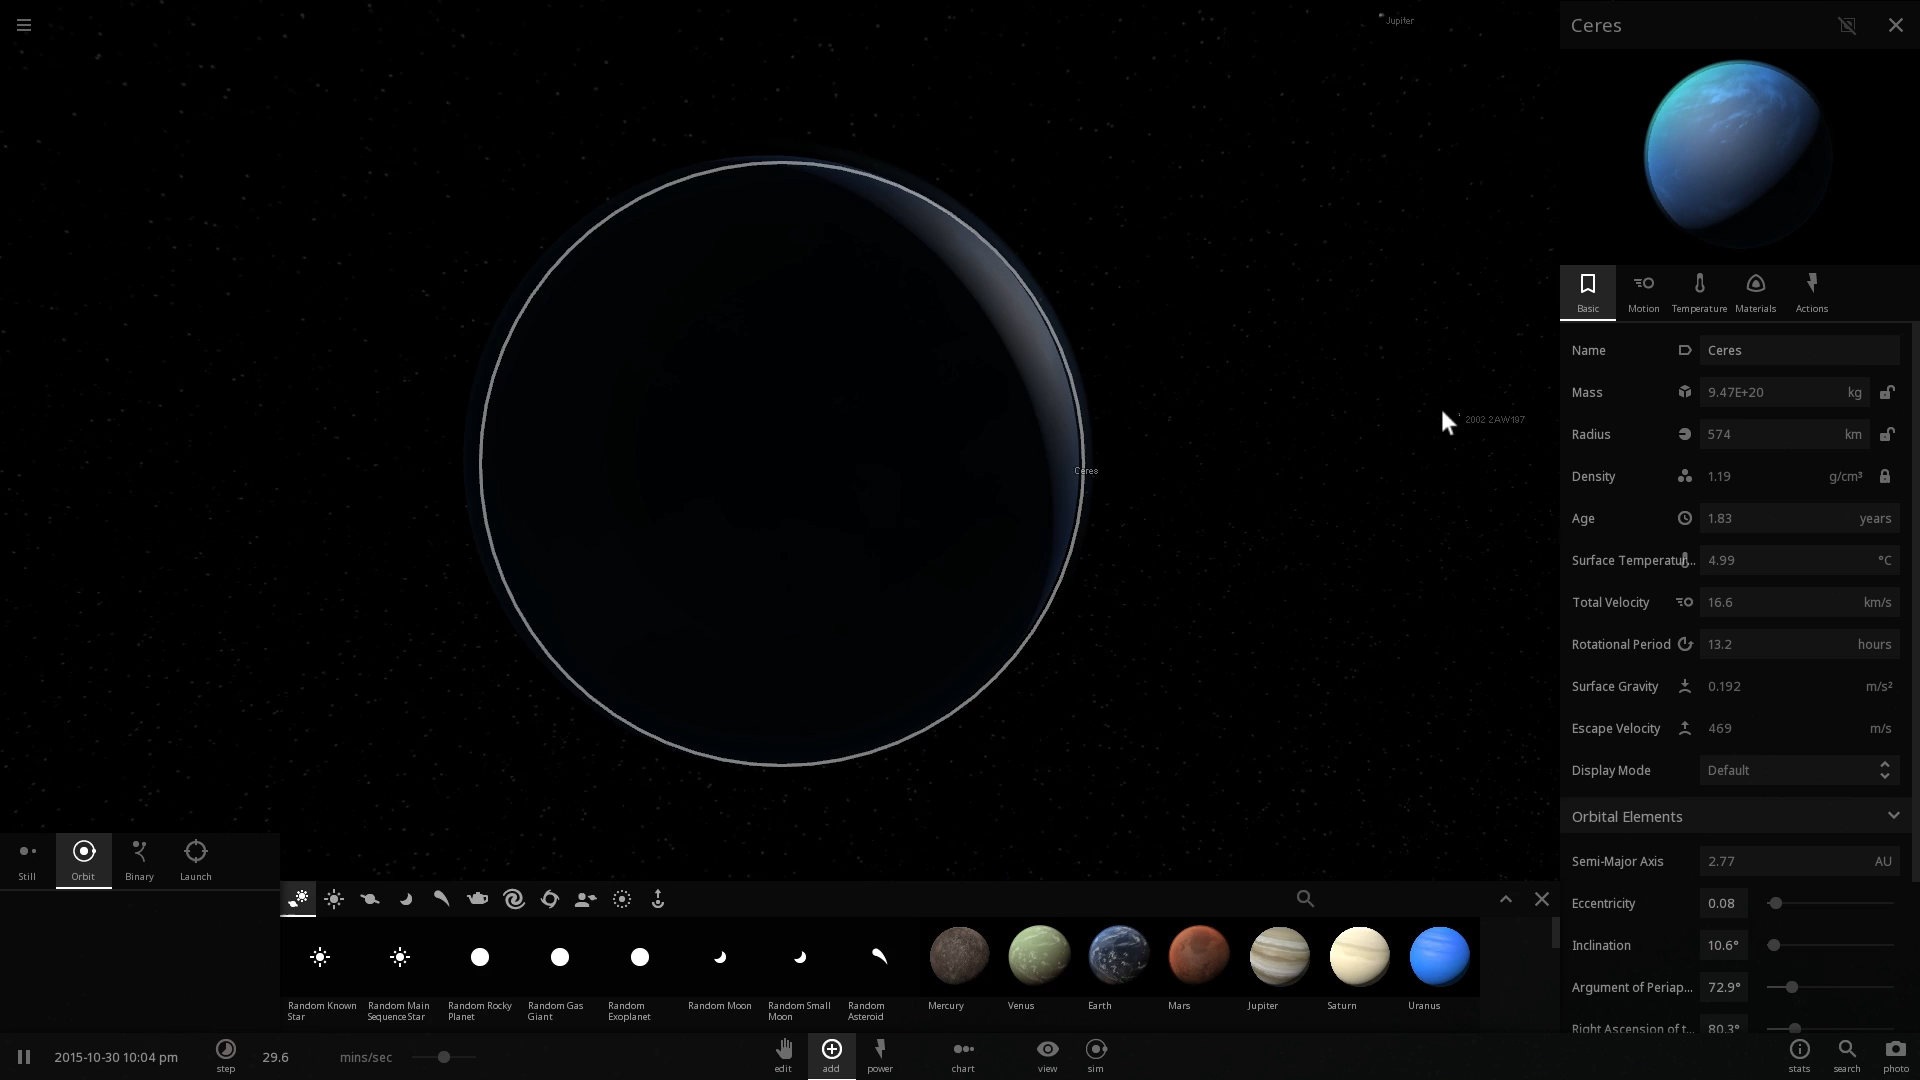 Jupiter
Ceres
Basic
Motion
Temperature
Materials
Actions
Name
Ceres
Mass
9.47E+20
kg
Radius
574
km
Density
1.19
g/cm³
Age
1.83
years
Surface Temperatur...
4.99
°C
Total Velocity
16.6
km/s
Rotational Period
13.2
hours
Surface Gravity
0.192
m/s²
Escape Velocity
469
m/s
Display Mode
Default
Orbital Elements
Semi-Major Axis
2.77
AU
Eccentricity
0.08
Inclination
10.6°
Argument of Periap...
72.9°
Right Ascension of t...
80.3°
2002 2AW197
Ceres
Still
Orbit
Binary
Launch
Random Known
Star
Random Main
Sequence Star
Random Rocky
Planet
Random Gas
Giant
Random
Exoplanet
Random Moon
Random Small
Moon
Random
Asteroid
Mercury
Venus
Earth
Mars
Jupiter
Saturn
Uranus
2015-10-30 10:04 pm
step
29.6
mins/sec
edit
add
power
chart
view
sim
stats
search
photo